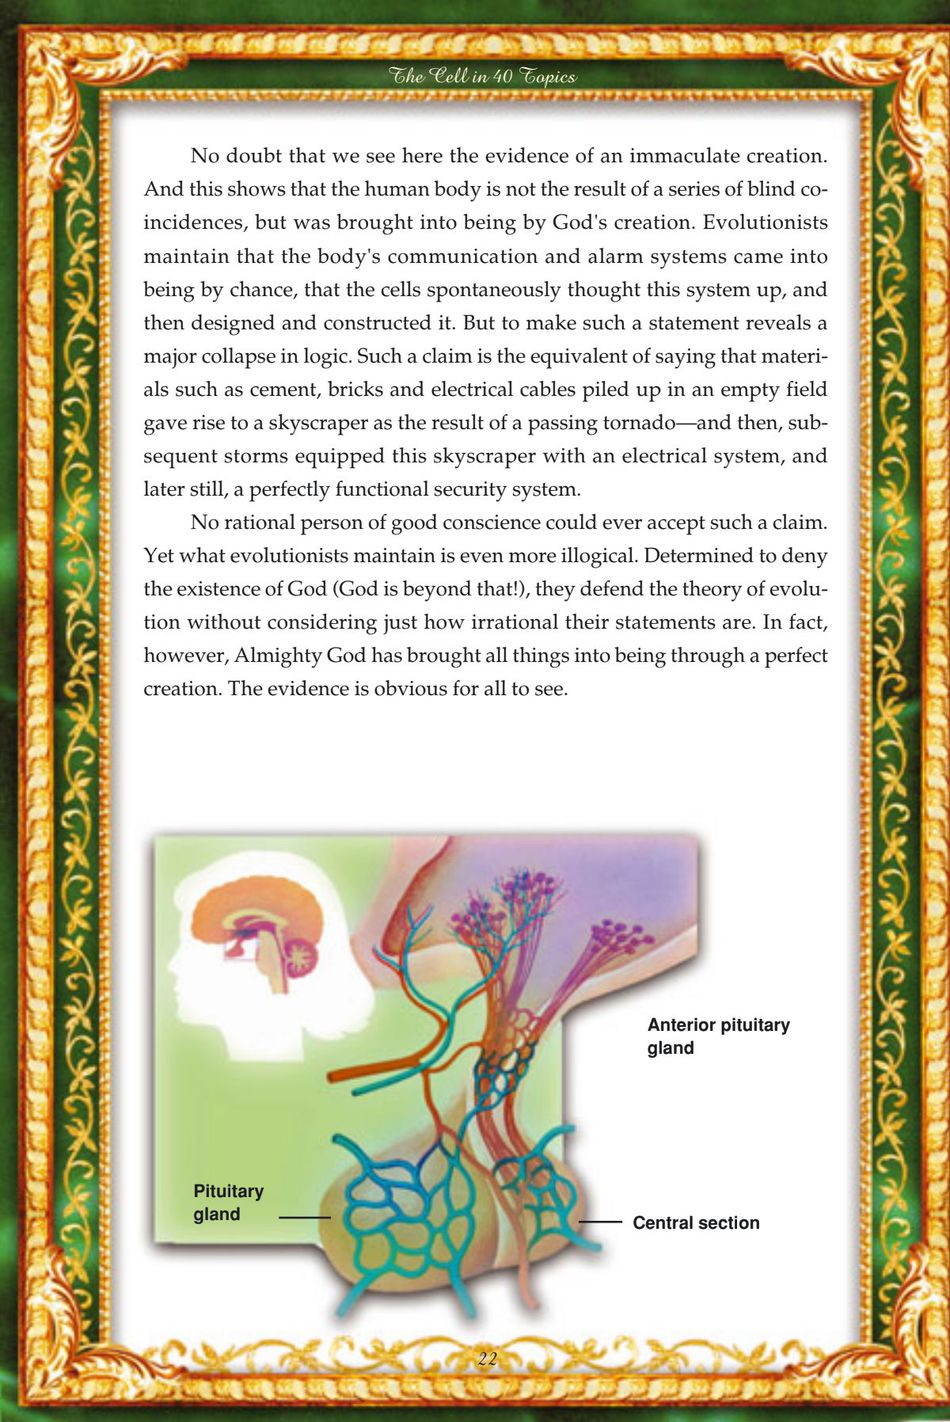 The Cell in 40 Topics
No doubt that we see here the evidence of an immaculate creation.
And this shows that the human body is not the result of a series of blind co-
incidences, but was brought into being by God's creation. Evolutionists
maintain that the body's communication and alarm systems came into
being by chance, that the cells spontaneously thought this system up, and
then designed and constructed it. But to make such a statement reveals a
major collapse in logic. Such a claim is the equivalent of saying that materi-
als such as cement, bricks and electrical cables piled up in an empty field
gave rise to a skyscraper as the result of a passing tornado—and then, sub-
sequent storms equipped this skyscraper with an electrical system, and
later still, a perfectly functional security system.
No rational person of good conscience could ever accept such a claim.
Yet what evolutionists maintain is even more illogical. Determined to deny
the existence of God (God is beyond that!), they defend the theory of evolu-
tion without considering just how irrational their statements are. In fact,
however, Almighty God has brought all things into being through a perfect
creation. The evidence is obvious for all to see.
Anterior pituitary
gland
Pituitary
gland
Central section
22